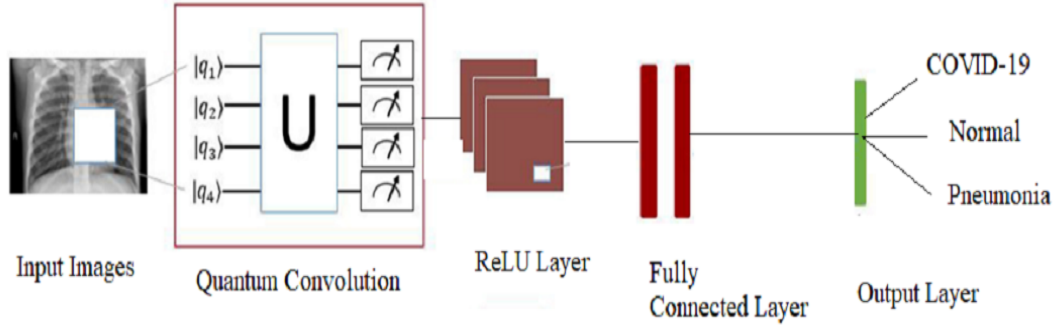 |q₁⟩
|q₂⟩
|q₃⟩
|q₄⟩
U
COVID-19
Normal
Pneumonia
Input Images
Quantum Convolution
ReLU Layer
Fully
Connected Layer
Output Layer